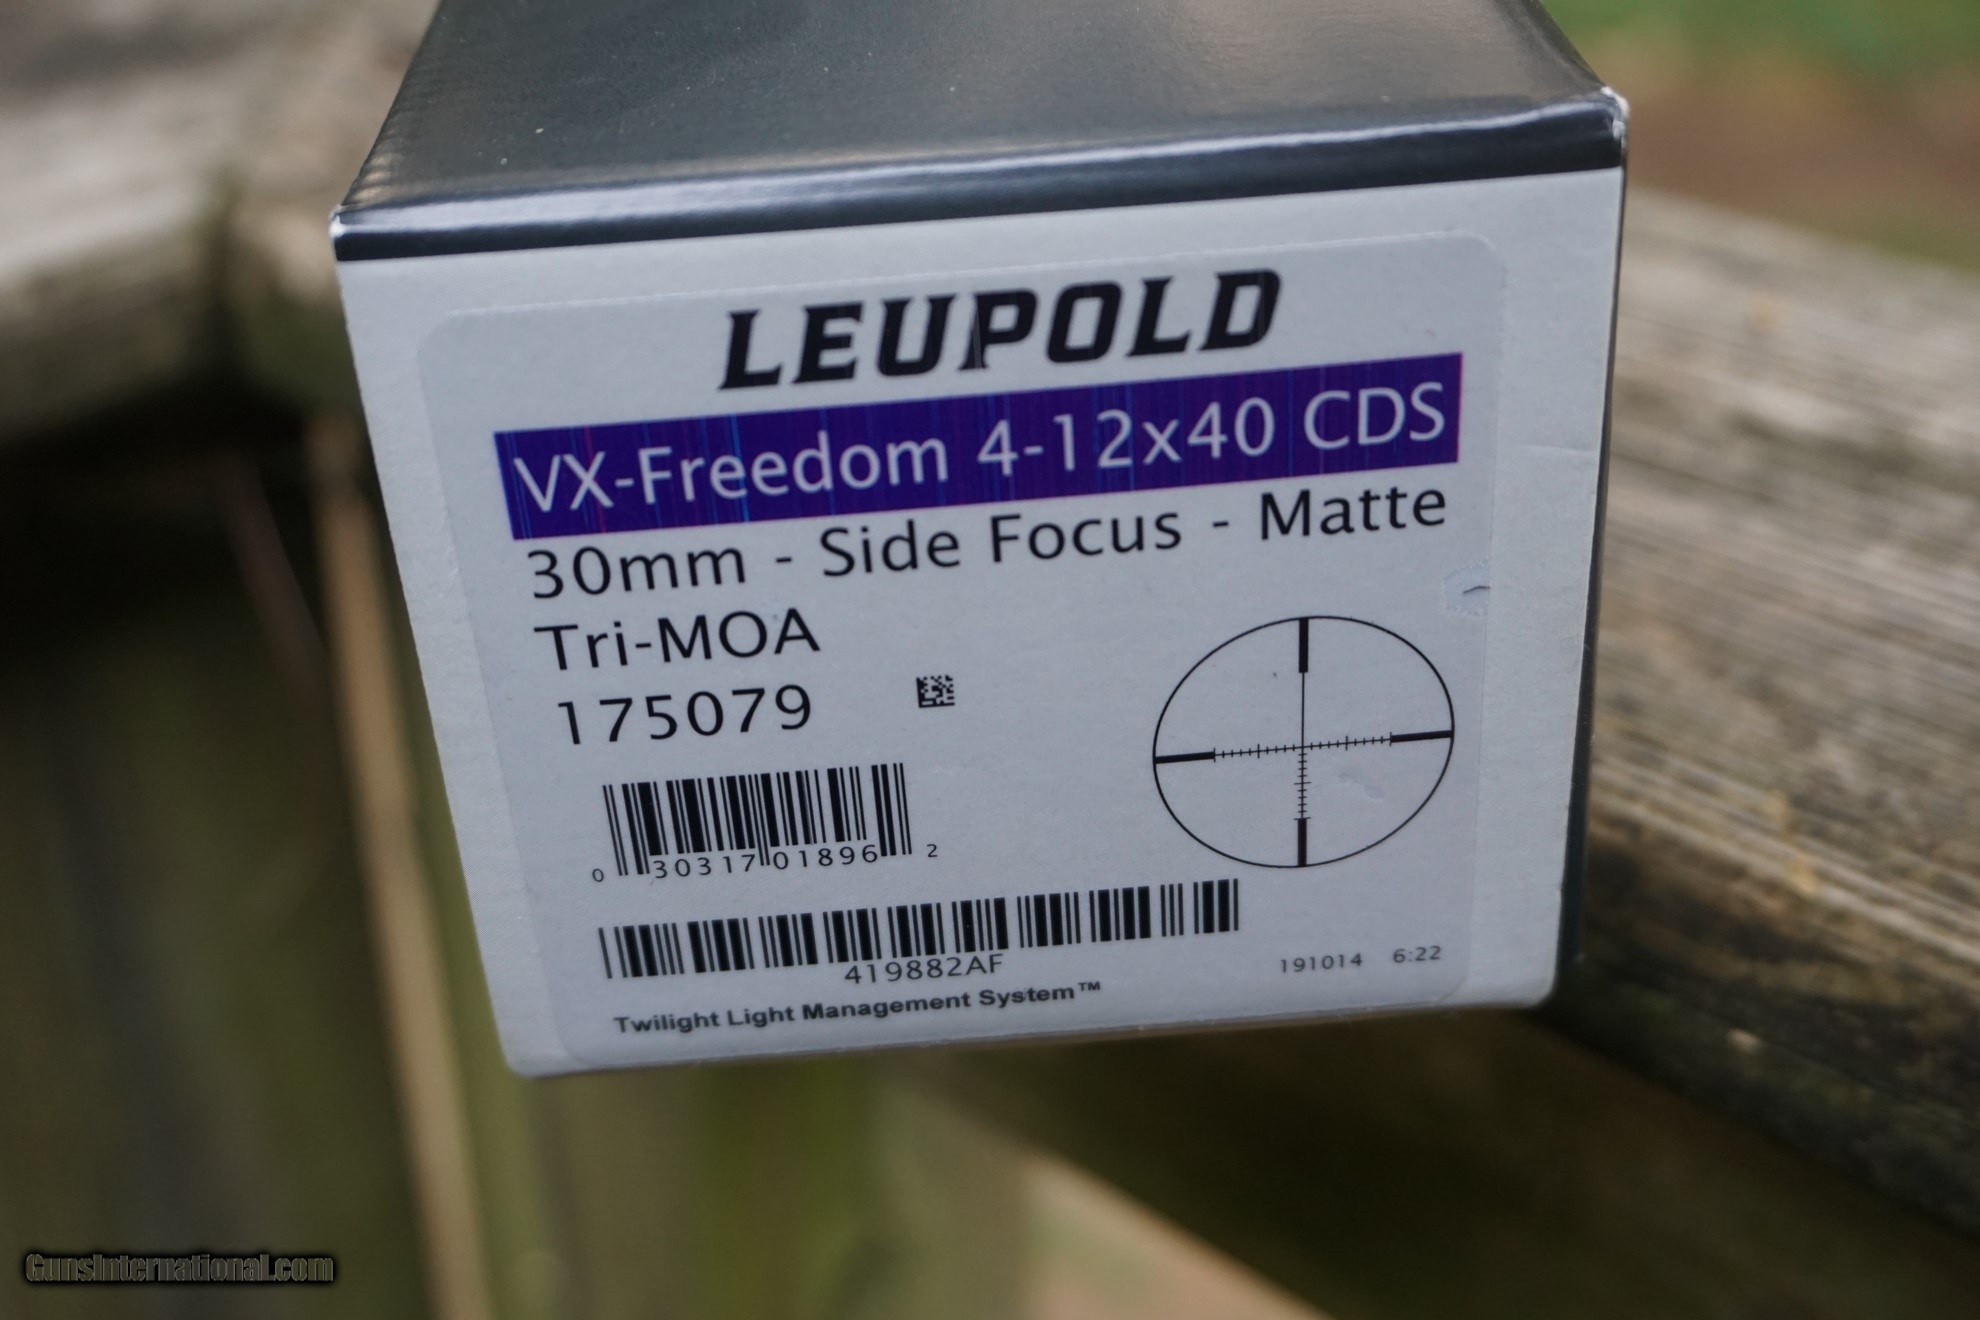 LEUPOLD
VX-Freedom 4-12x40 CDS
30mm - Side Focus - Matte
Tri-MOA
175079
0 30317 01896 2
419882AF
191014 6:22
Twilight Light Management System™
GunsInternational.com